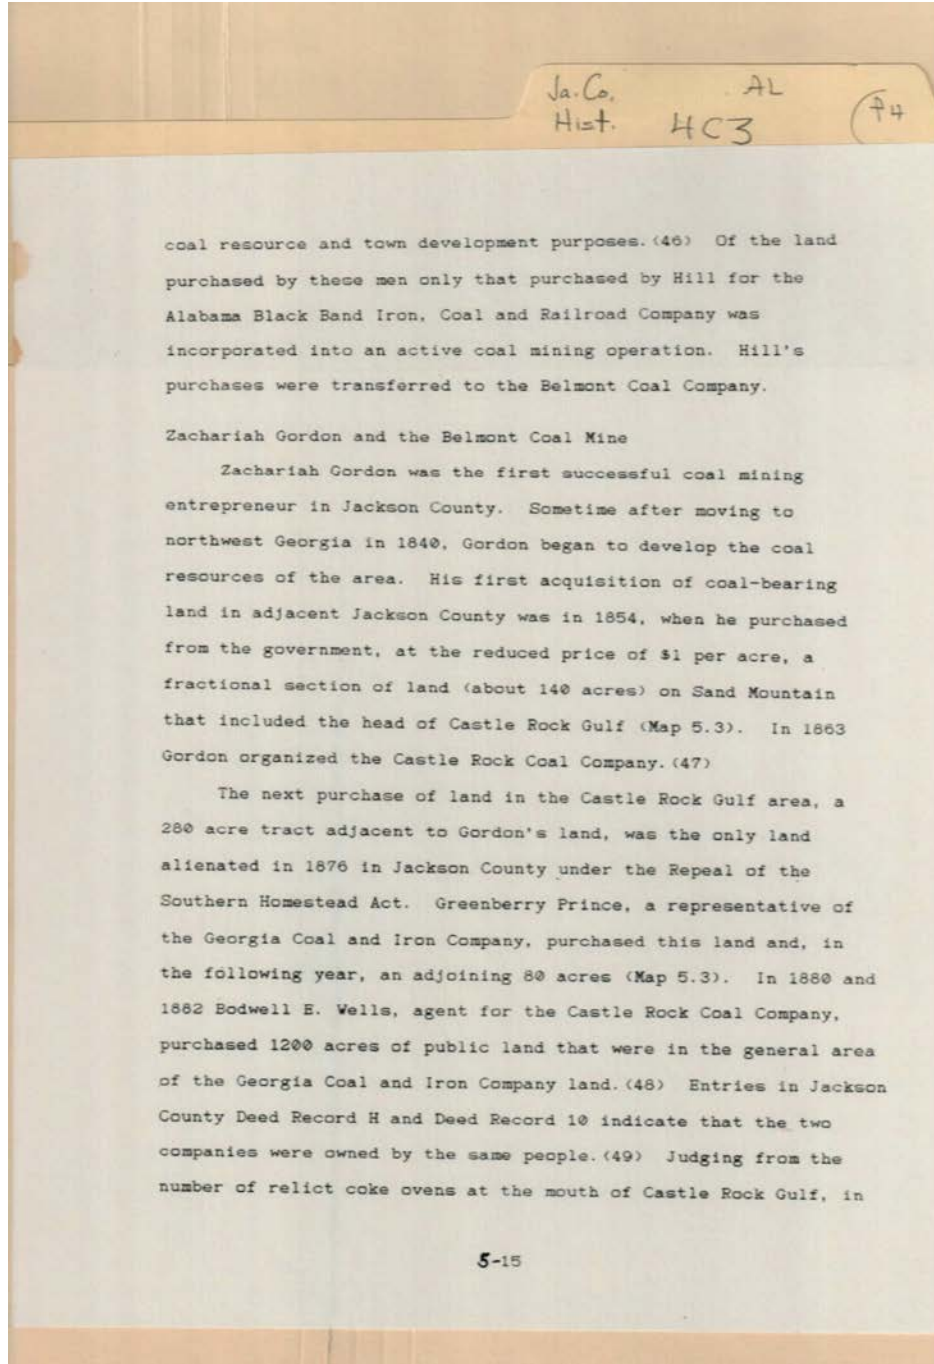 Ja. Co. AL
Hist. 4C3 P4
coal resource and town development purposes.(46) Of the land
purchased by these men only that purchased by Hill for the
Alabama Black Band Iron, Coal and Railroad Company was
incorporated into an active coal mining operation. Hill's
purchases were transferred to the Belmont Coal Company.
Zachariah Gordon and the Belmont Coal Mine
Zachariah Gordon was the first successful coal mining
entrepreneur in Jackson County. Sometime after moving to
northwest Georgia in 1840, Gordon began to develop the coal
resources of the area. His first acquisition of coal-bearing
land in adjacent Jackson County was in 1854, when he purchased
from the government, at the reduced price of $1 per acre, a
fractional section of land (about 140 acres) on Sand Mountain
that included the head of Castle Rock Gulf (Map 5.3). In 1863
Gordon organized the Castle Rock Coal Company.(47)
The next purchase of land in the Castle Rock Gulf area, a
280 acre tract adjacent to Gordon's land, was the only land
alienated in 1876 in Jackson County under the Repeal of the
Southern Homestead Act. Greenberry Prince, a representative of
the Georgia Coal and Iron Company, purchased this land and, in
the following year, an adjoining 80 acres (Map 5.3). In 1880 and
1882 Bodwell E. Wells, agent for the Castle Rock Coal Company,
purchased 1200 acres of public land that were in the general area
of the Georgia Coal and Iron Company land.(48) Entries in Jackson
County Deed Record H and Deed Record 10 indicate that the two
companies were owned by the same people.(49) Judging from the
number of relict coke ovens at the mouth of Castle Rock Gulf, in
5-15